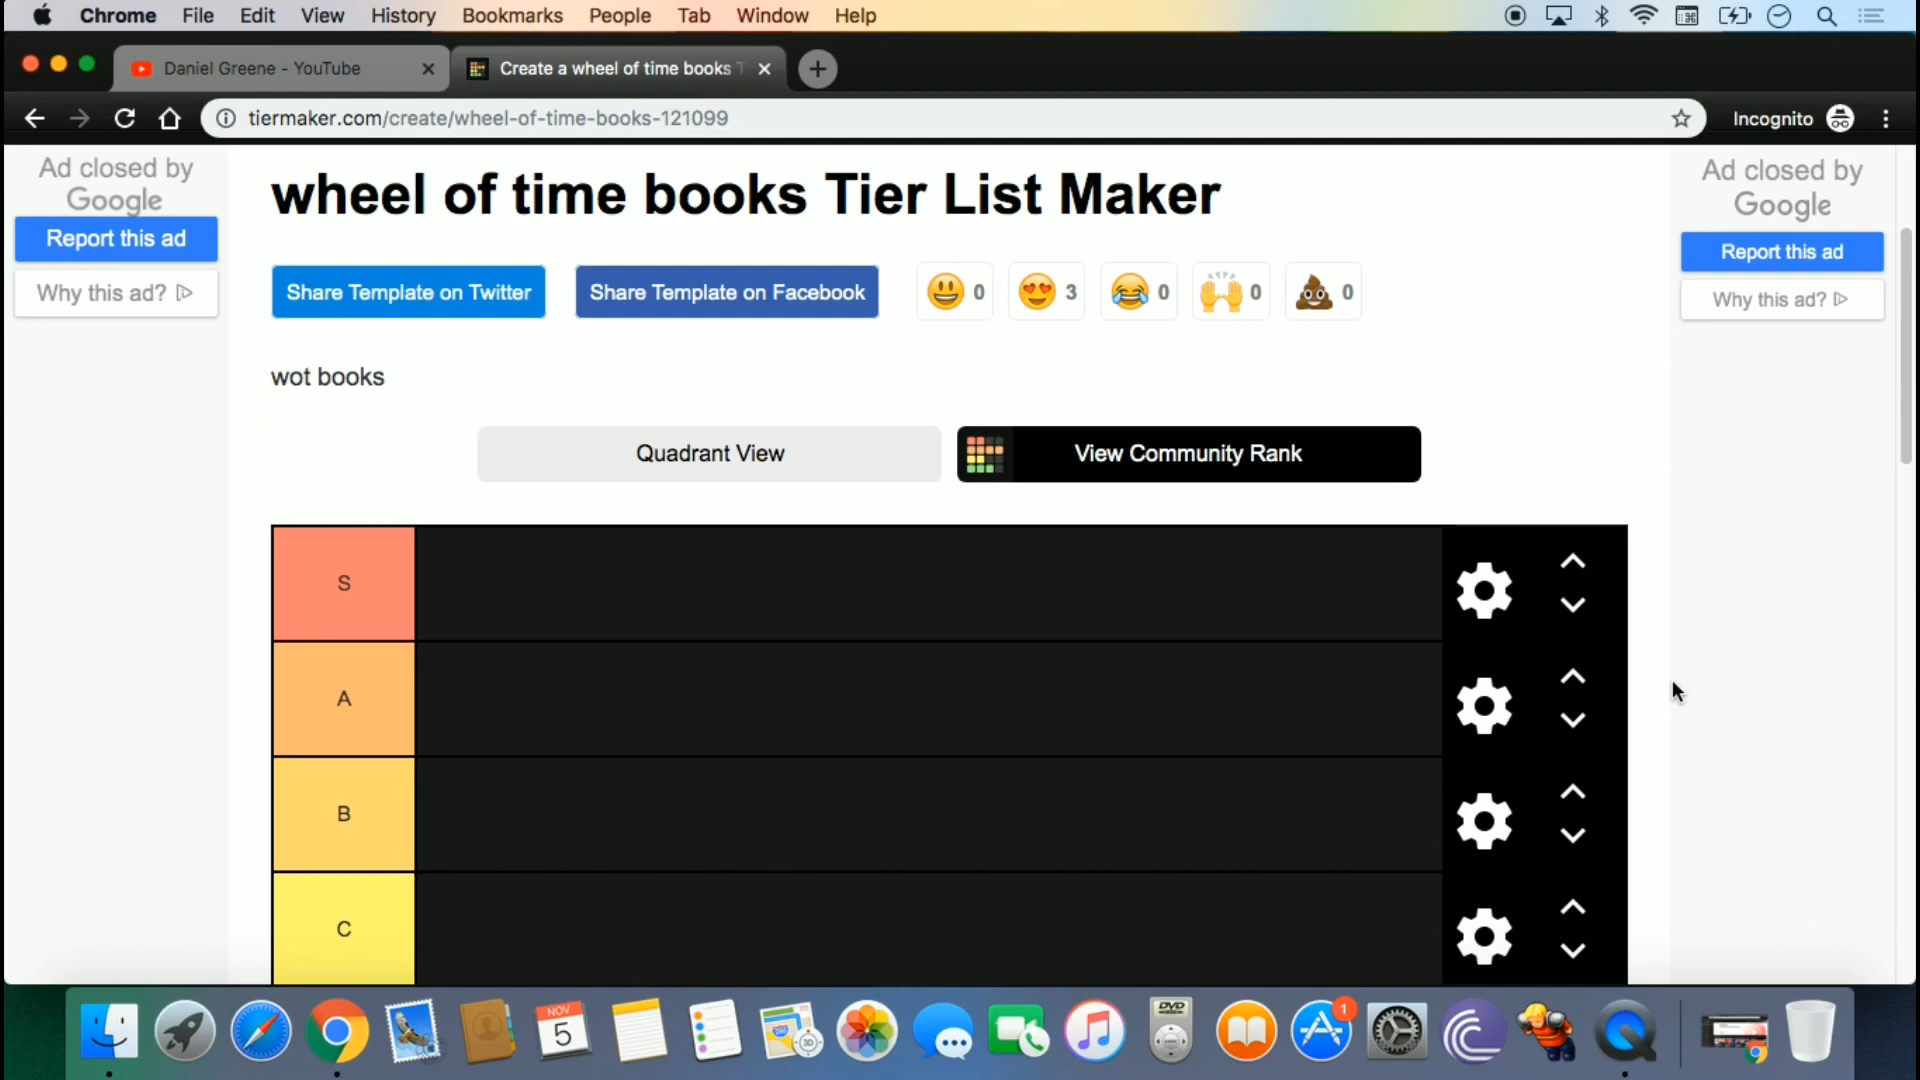 Chrome File Edit View History Bookmarks People Tab Window Help
Daniel Greene - YouTube
Create a wheel of time books
tiermaker.com/create/wheel-of-time-books-121099
Incognito
Ad closed by
Google
Report this ad
Why this ad?
wheel of time books Tier List Maker
Share Template on Twitter
Share Template on Facebook
0
3
0
0
0
Ad closed by
Google
Report this ad
Why this ad?
wot books
Quadrant View
View Community Rank
S
A
B
C
NOV
5
3D
DVD
1